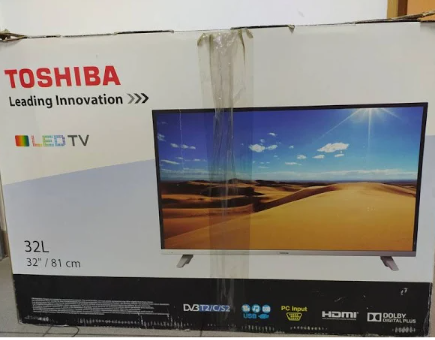 TOSHIBA
Leading Innovation >>>
LED TV
32L
32" / 81 cm
DVB T2/C/S2
USB
PC Input
HDMI
DOLBY
DIGITAL PLUS